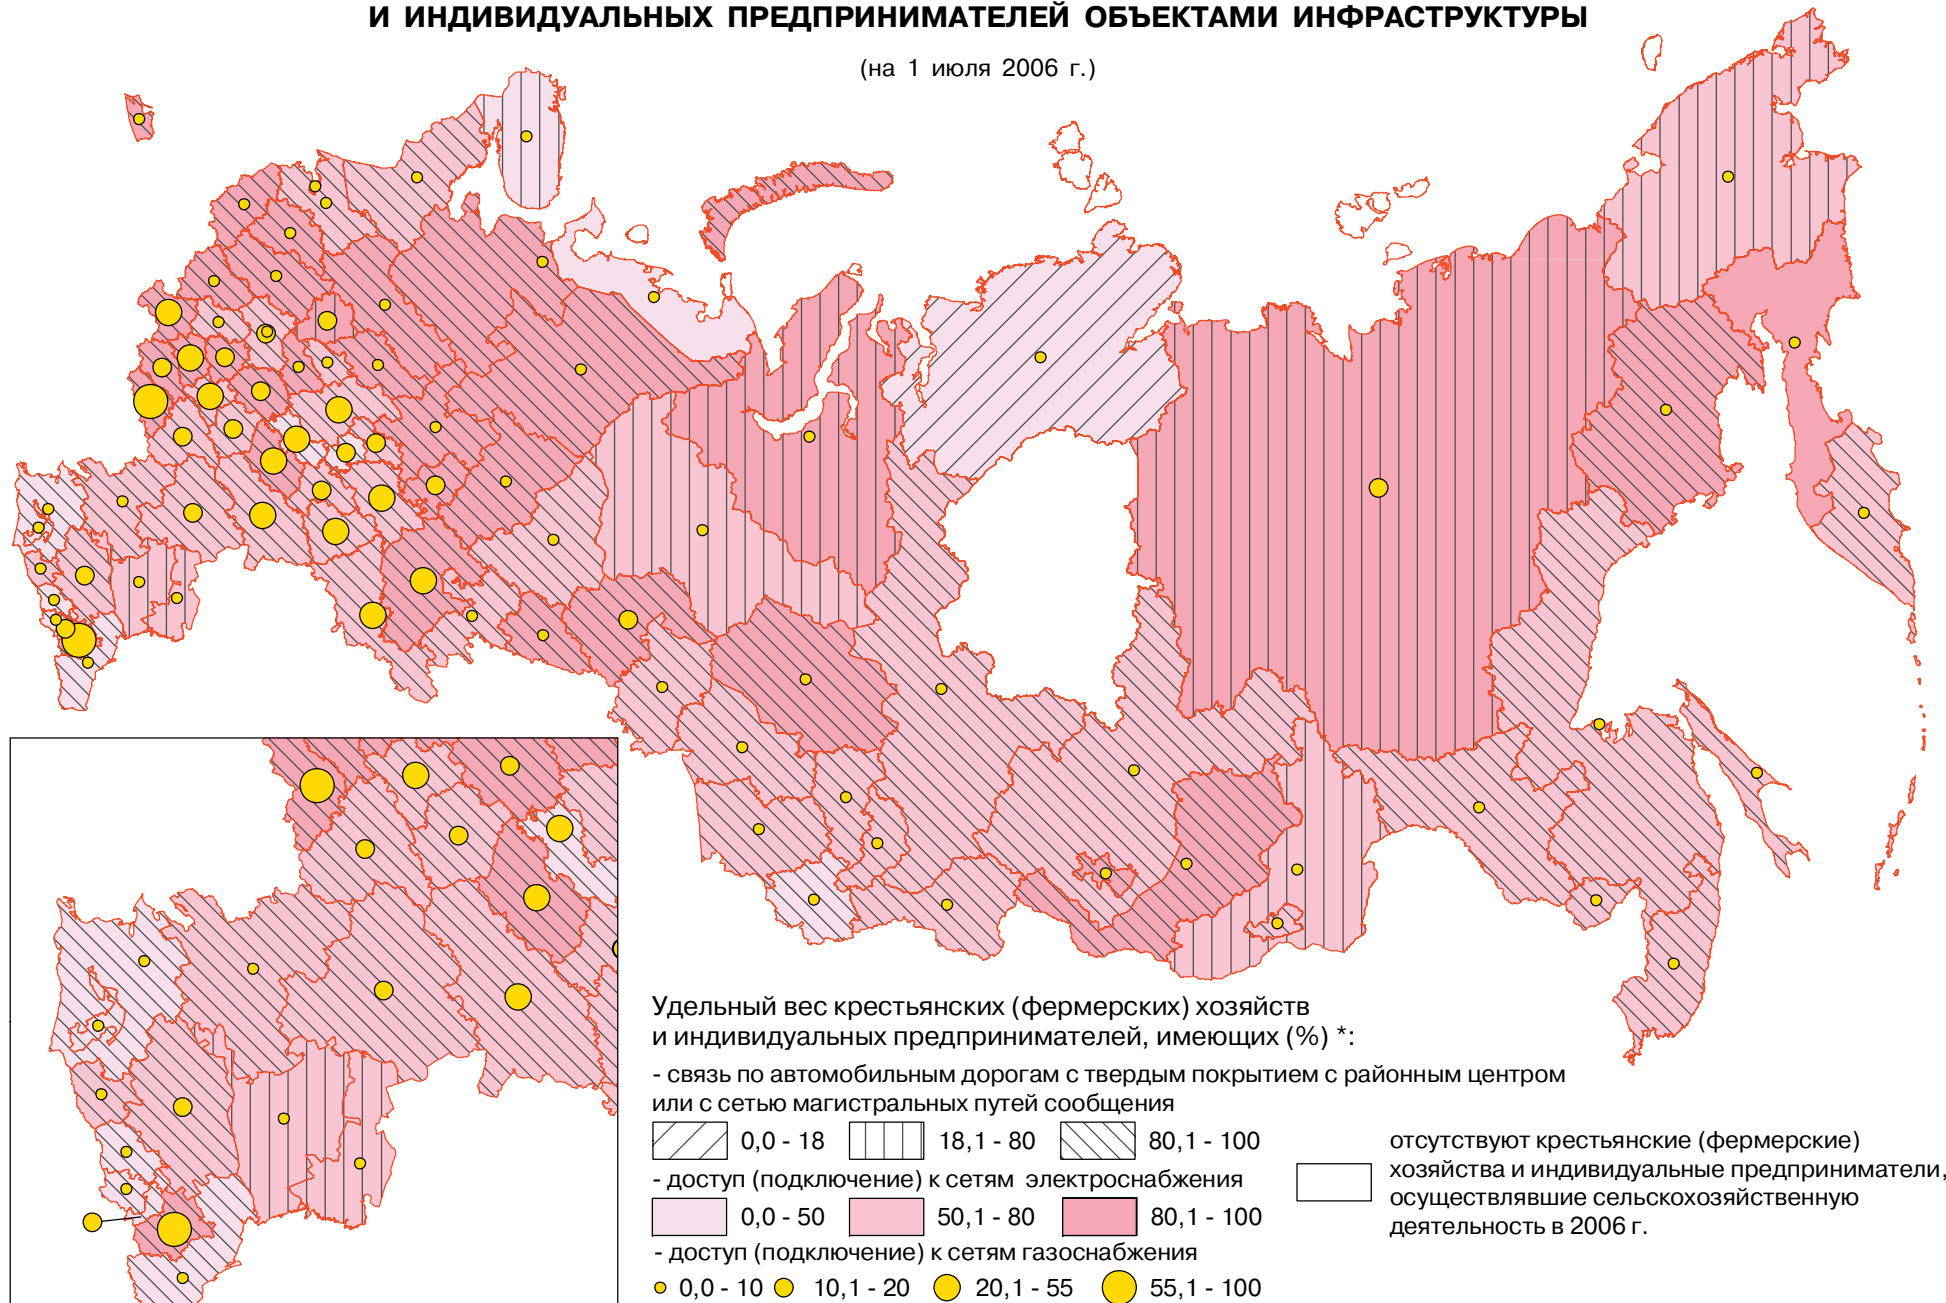 И ИНДИВИДУАЛЬНЫХ ПРЕДПРИНИМАТЕЛЕЙ ОБЪЕКТАМИ ИНФРАСТРУКТУРЫ
(на 1 июля 2006 г.)
Удельный вес крестьянских (фермерских) хозяйств
и индивидуальных предпринимателей, имеющих (%) *:
- связь по автомобильным дорогам с твердым покрытием с районным центром
или с сетью магистральных путей сообщения
0,0 - 18 18,1 - 80 80,1 - 100
- доступ (подключение) к сетям электроснабжения
0,0 - 50 50,1 - 80 80,1 - 100
- доступ (подключение) к сетям газоснабжения
0,0 - 10 10,1 - 20 20,1 - 55 55,1 - 100
отсутствуют крестьянские (фермерские)
хозяйства и индивидуальные предприниматели,
осуществлявшие сельскохозяйственную
деятельность в 2006 г.